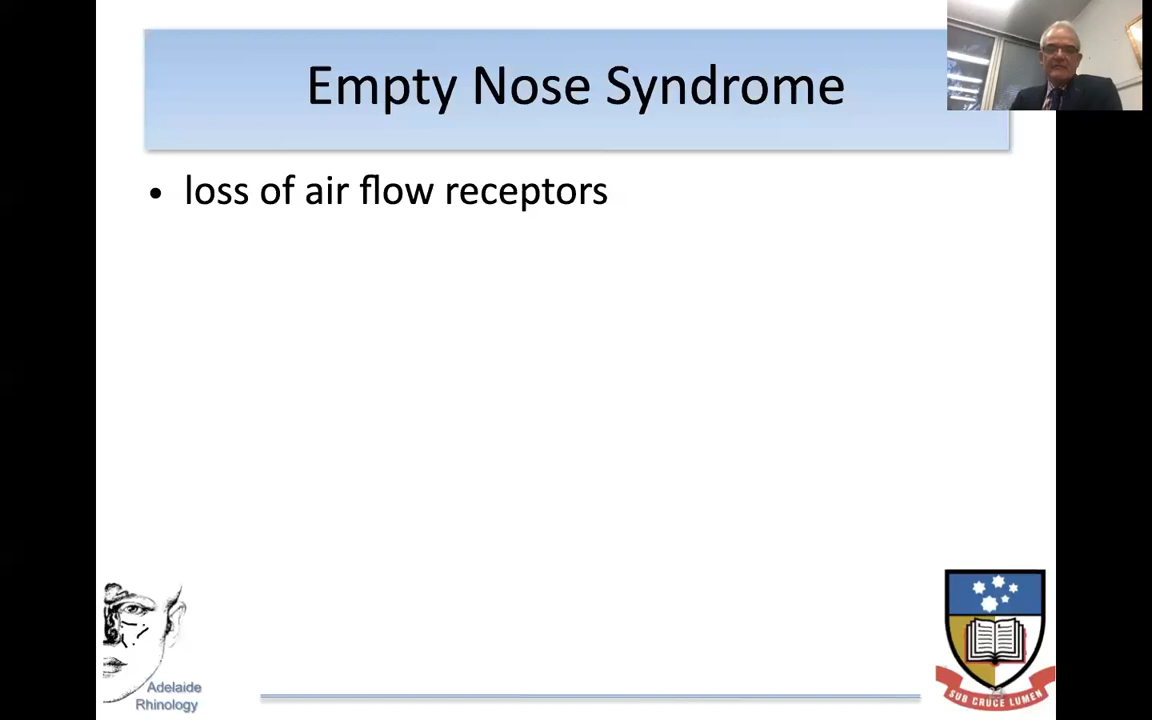 Empty Nose Syndrome
• loss of air flow receptors
Adelaide
Rhinology
SUB CRUCE LUMEN